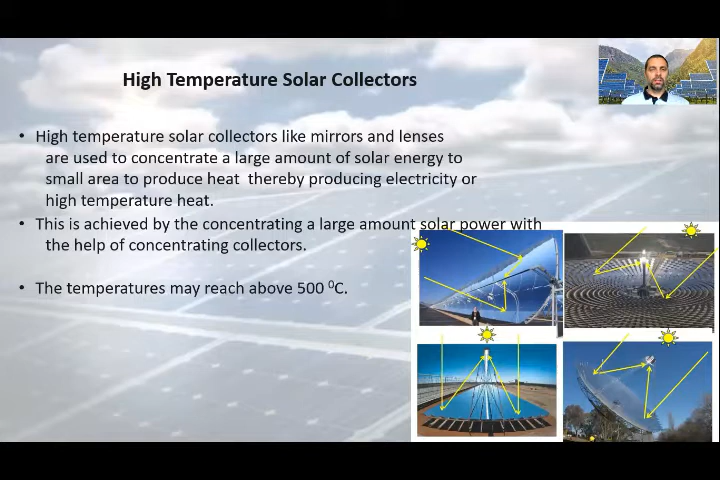 High Temperature Solar Collectors
• High temperature solar collectors like mirrors and lenses
are used to concentrate a large amount of solar energy to
small area to produce heat thereby producing electricity or
high temperature heat.
• This is achieved by the concentrating a large amount solar power with
the help of concentrating collectors.
• The temperatures may reach above 500 ⁰C.